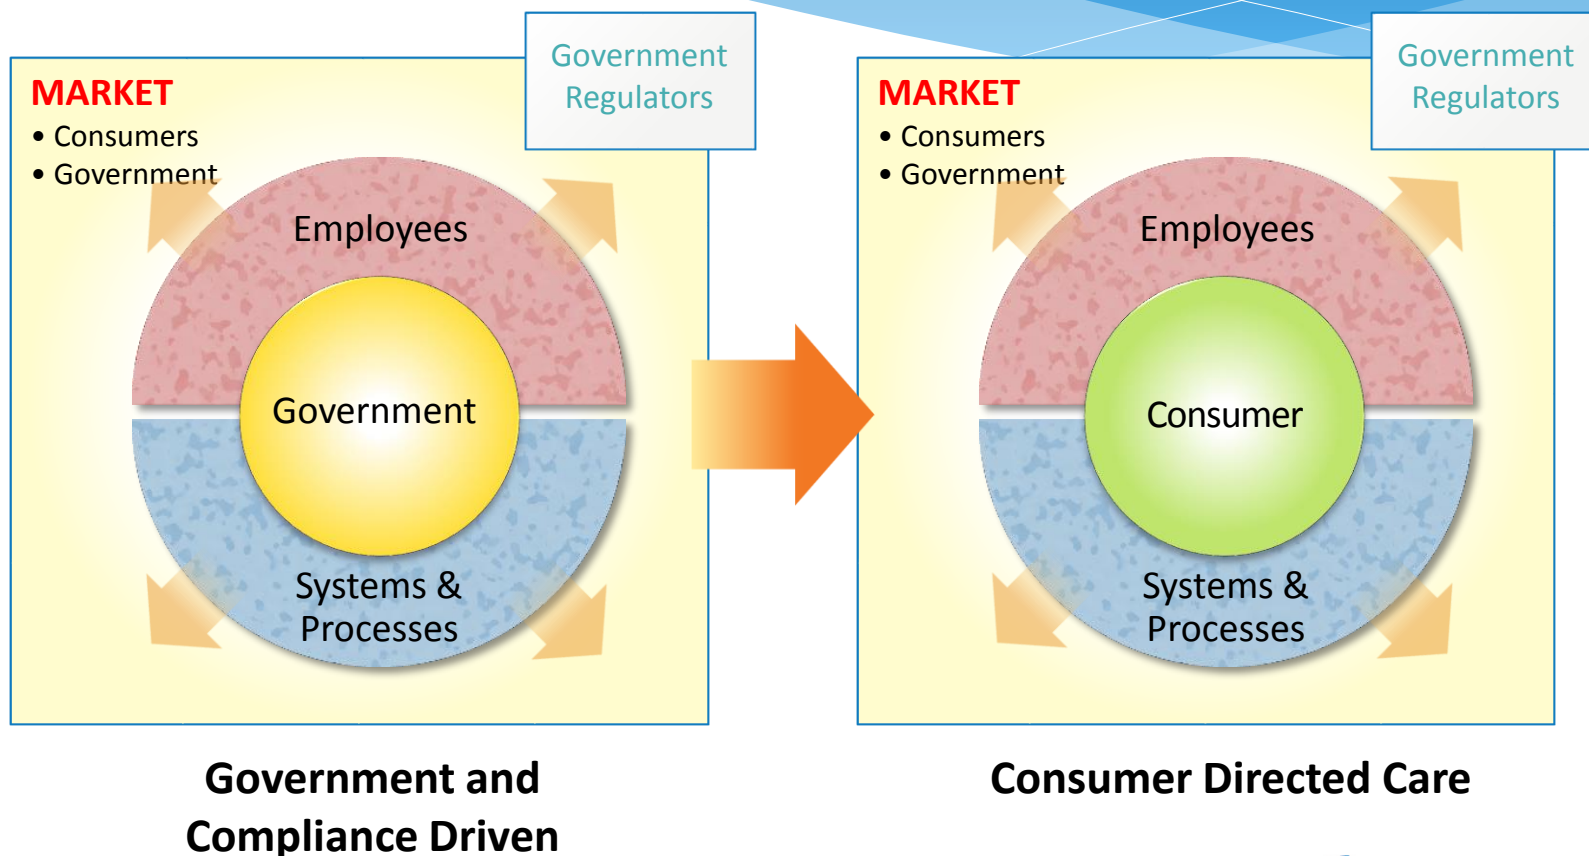 Government
Regulators
MARKET
• Consumers
• Government
Employees
Government
Systems &
Processes
Government and
Compliance Driven
Government
Regulators
MARKET
• Consumers
• Government
Employees
Consumer
Systems &
Processes
Consumer Directed Care